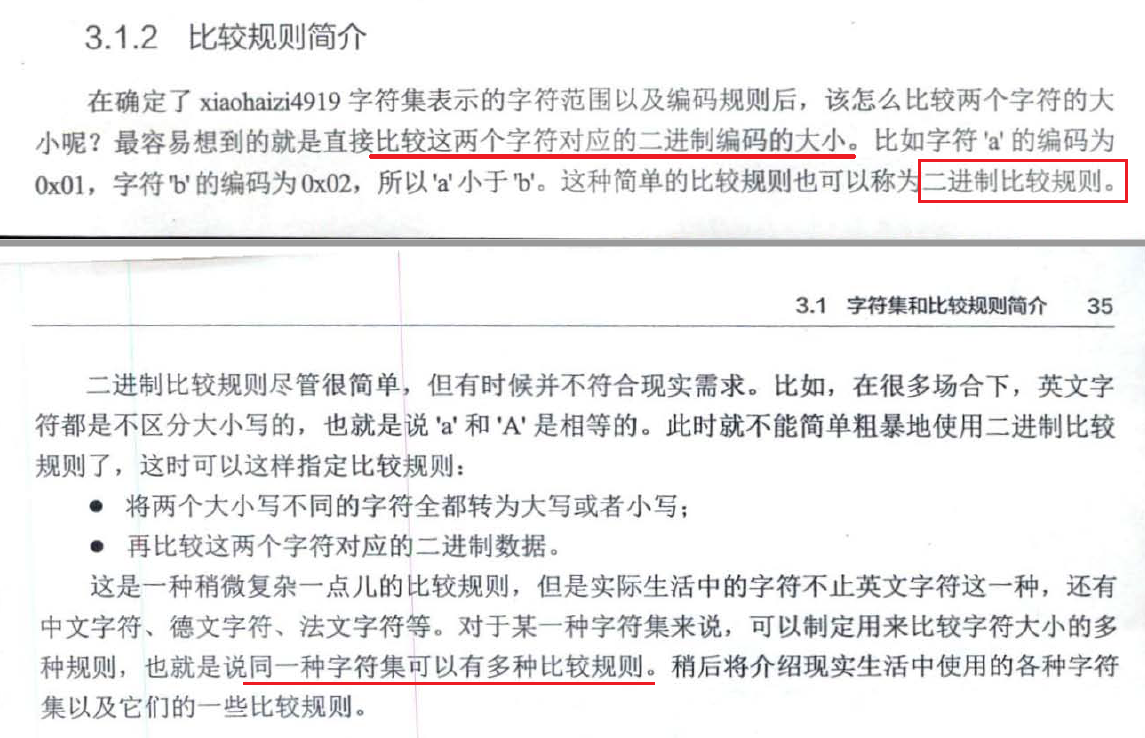 3.1.2 比较规则简介
在确定了 xiaohaizi4919 字符集表示的字符范围以及编码规则后，该怎么比较两个字符的大
小呢？最容易想到的就是直接比较这两个字符对应的二进制编码的大小。比如字符 'a' 的编码为
0x01，字符 'b' 的编码为 0x02，所以 'a' 小于 'b'。这种简单的比较规则也可以称为二进制比较规则。
3.1 字符集和比较规则简介 35
二进制比较规则尽管很简单，但有时候并不符合现实需求。比如，在很多场合下，英文字
符都是不区分大小写的，也就是说 'a' 和 'A' 是相等的。此时就不能简单粗暴地使用二进制比较
规则了，这时可以这样指定比较规则：
● 将两个大小写不同的字符全都转为大写或者小写；
● 再比较这两个字符对应的二进制数据。
这是一种稍微复杂一点儿的比较规则，但是实际生活中的字符不止英文字符这一种，还有
中文字符、德文字符、法文字符等。对于某一种字符集来说，可以制定用来比较字符大小的多
种规则，也就是说同一种字符集可以有多种比较规则。稍后将介绍现实生活中使用的各种字符
集以及它们的一些比较规则。